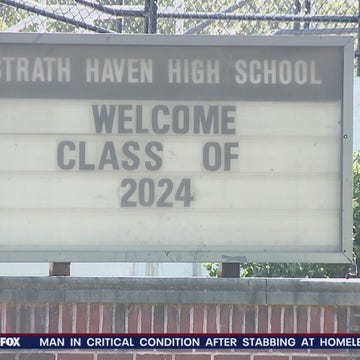 STRATH HAVEN HIGH SCHOOL
WELCOME
CLASS OF
2024
FOX MAN IN CRITICAL CONDITION AFTER STABBING AT HOMELE